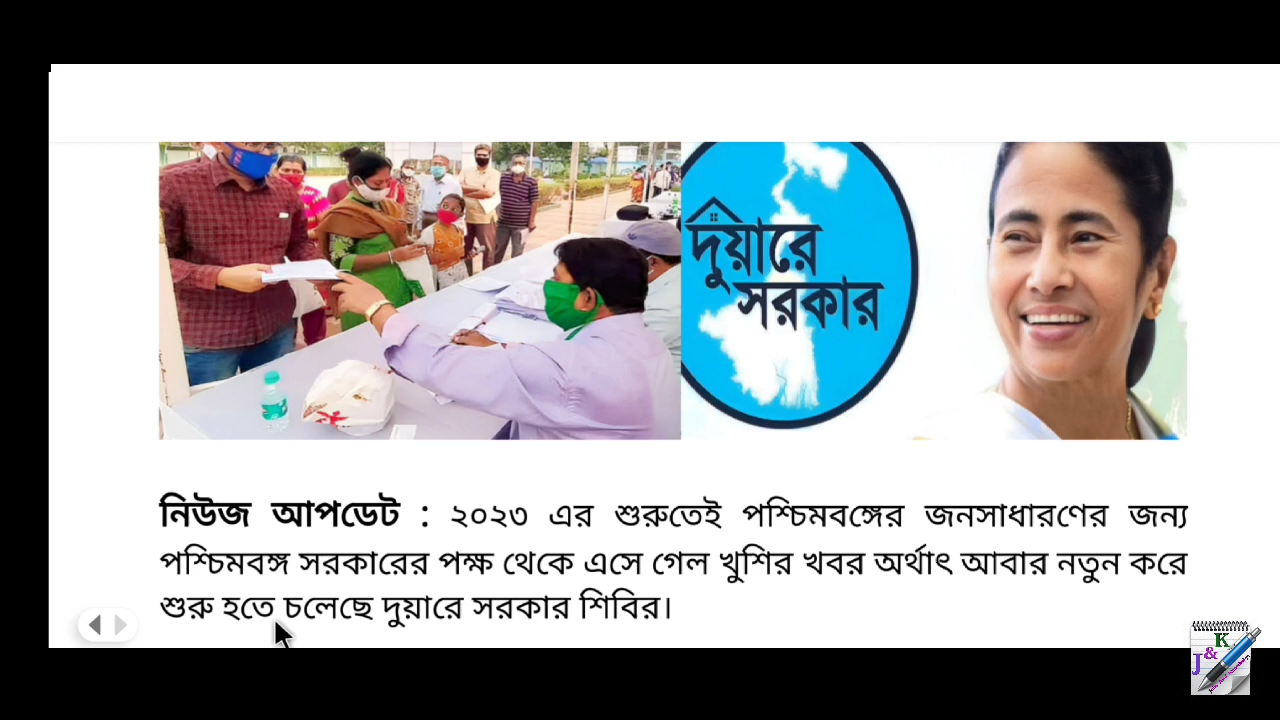 দুয়ারে
সরকার
নিউজ আপডেট : ২০২৩ এর শুরুতেই পশ্চিমবঙ্গের জনসাধারণের জন্য
পশ্চিমবঙ্গ সরকারের পক্ষ থেকে এসে গেল খুশির খবর অর্থাৎ আবার নতুন করে
শুরু হতে চলেছে দুয়ারে সরকার শিবির।
J&K